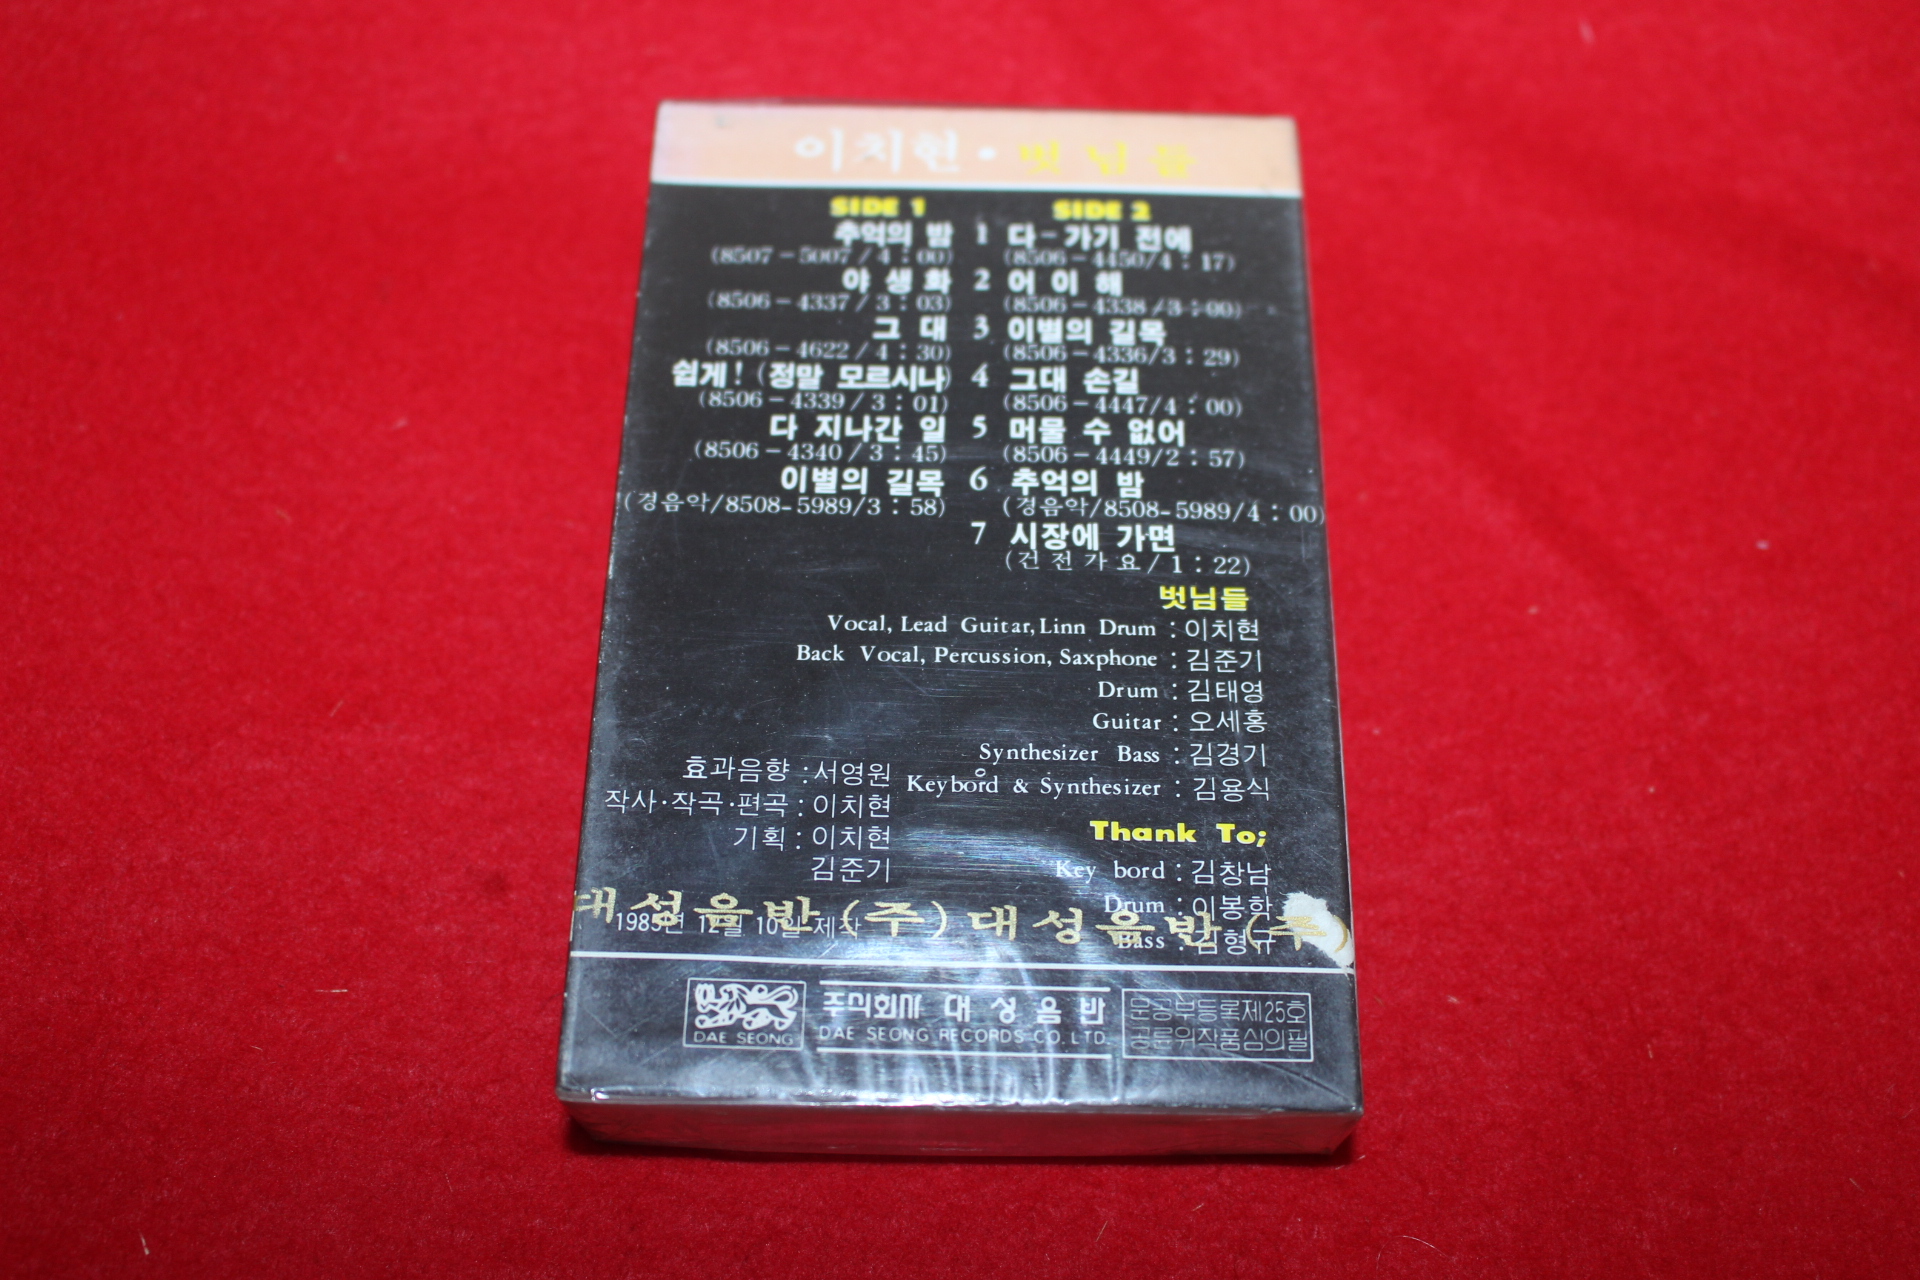 이치현·벗님들
SIDE 1
추억의 밤 1
(8507-5007/4:00)
야생화 2
(8506-4337/3:03)
그대 3
(8506-4622/4:30)
쉽게! (정말 모르시나) 4
(8506-4339/3:01)
다 지나간 일 5
(8506-4340/3:45)
이별의 길목 6
(경음악/8508-5989/3:58)
SIDE 2
다-가기 전에
(8506-4450/4:17)
어이해
(8506-4338/3:00)
이별의 길목
(8506-4336/3:29)
그대 손길
(8506-4447/4:00)
머물 수 없어
(8506-4449/2:57)
추억의 밤
(경음악/8508-5989/4:00)
7 시장에 가면
(건전가요/1:22)
벗님들
Vocal, Lead Guitar, Linn Drum : 이치현
Back Vocal, Percussion, Saxphone : 김준기
Drum : 김태영
Guitar : 오세홍
Synthesizer Bass : 김경기
Keybord & Synthesizer : 김용식
효과음향 : 서영원
작사·작곡·편곡 : 이치현
기획 : 이치현
김준기
Thank To;
Key bord : 김창남
Drum : 이봉학
Bass : 김형규
1985년 12월 10일 제작
대성음반(주) 대성음반(주)
DAE SEONG
주식회사 대성음반
DAE SEONG RECORDS CO. LTD.
문공부등록제25호
공륜위작품심의필